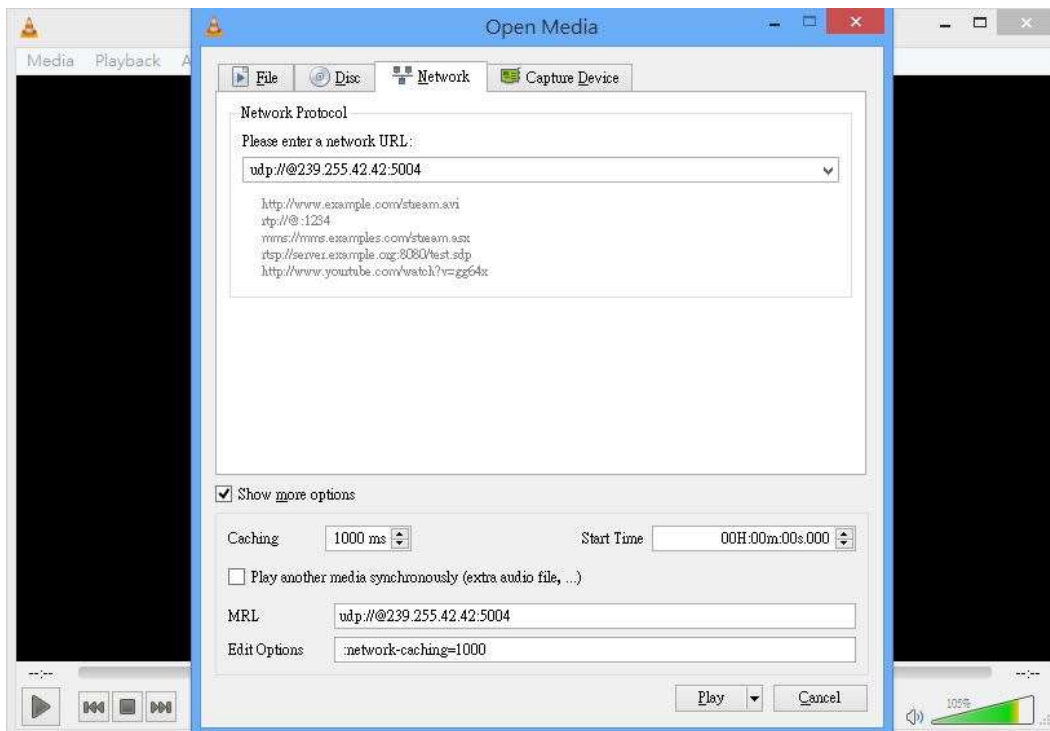 Open Media
Media Playback A
File Disc Network Capture Device
Network Protocol
Please enter a network URL:
udp://@239.255.42.42:5004
http://www.example.com/stream.avi
rtp://@:1234
mms://mms.examples.com/stream.asx
rtsp://server.example.org:8080/test.sdp
http://www.yourtube.com/watch?v=gg64x
Show more options
Caching 1000 ms Start Time 00H:00m:00s.000
Play another media synchronously (extra audio file, ...)
MRL udp://@239.255.42.42:5004
Edit Options :network-caching=1000
--:-- --:--
Play Cancel
105%